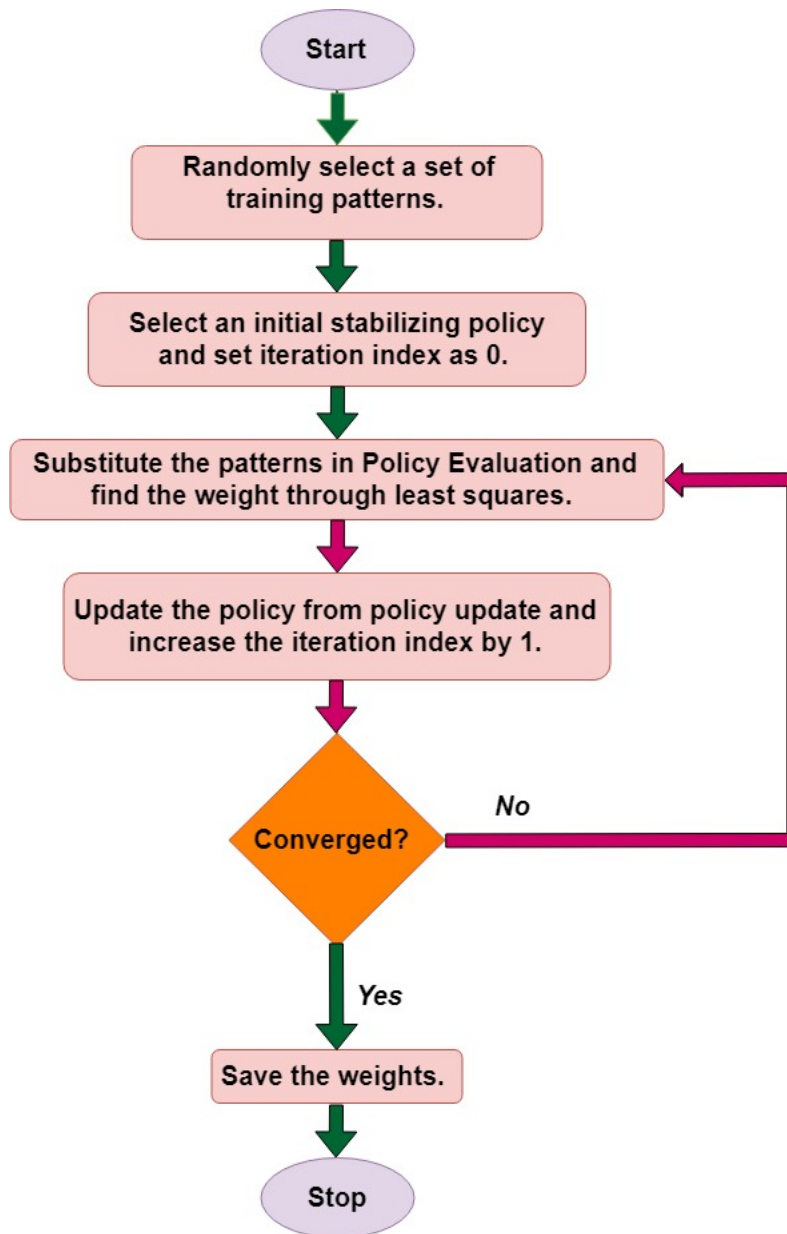 Start
Randomly select a set of
training patterns.
Select an initial stabilizing policy
and set iteration index as 0.
Substitute the patterns in Policy Evaluation and
find the weight through least squares.
Update the policy from policy update and
increase the iteration index by 1.
Converged?
No
Yes
Save the weights.
Stop